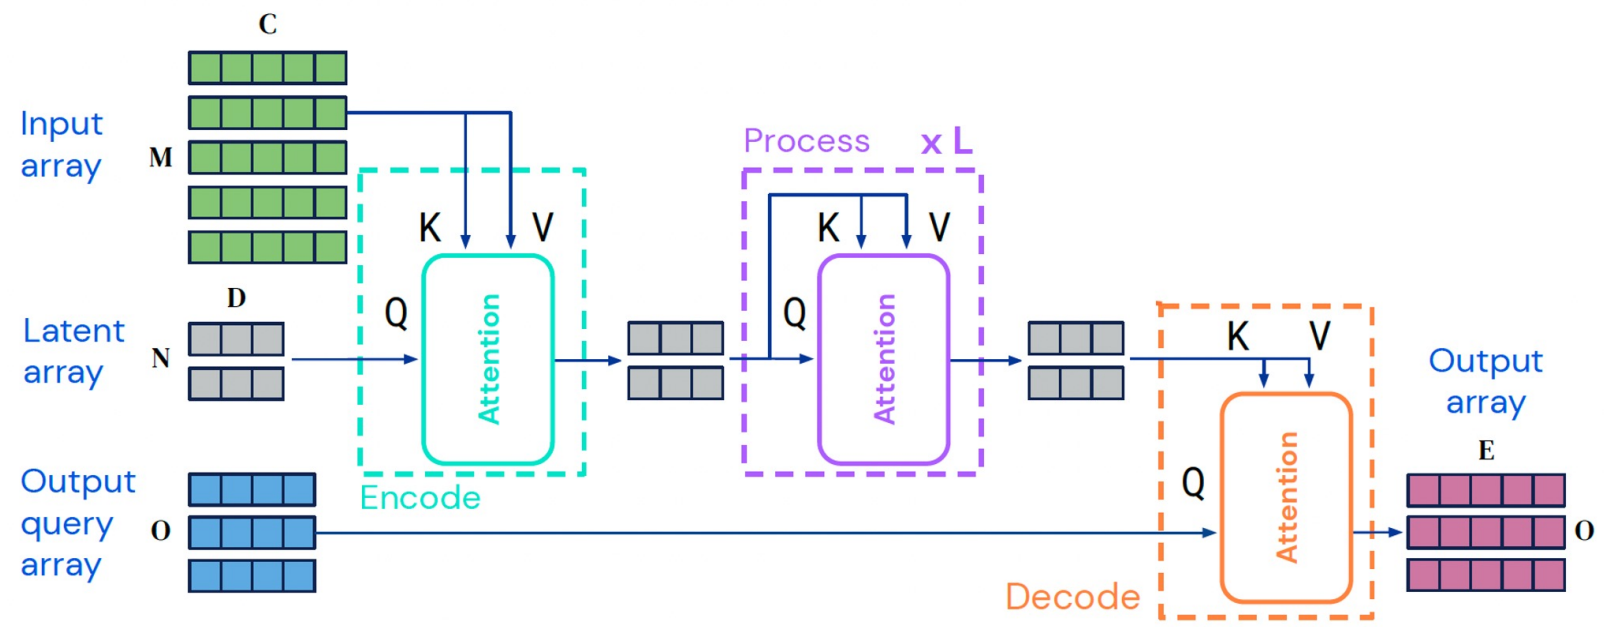 C
Input
array
M
Process
x L
K
V
K
V
D
Q
Q
Latent
array
N
Attention
Attention
K
V
Output
array
E
Output
query
array
O
Encode
Q
Attention
O
Decode